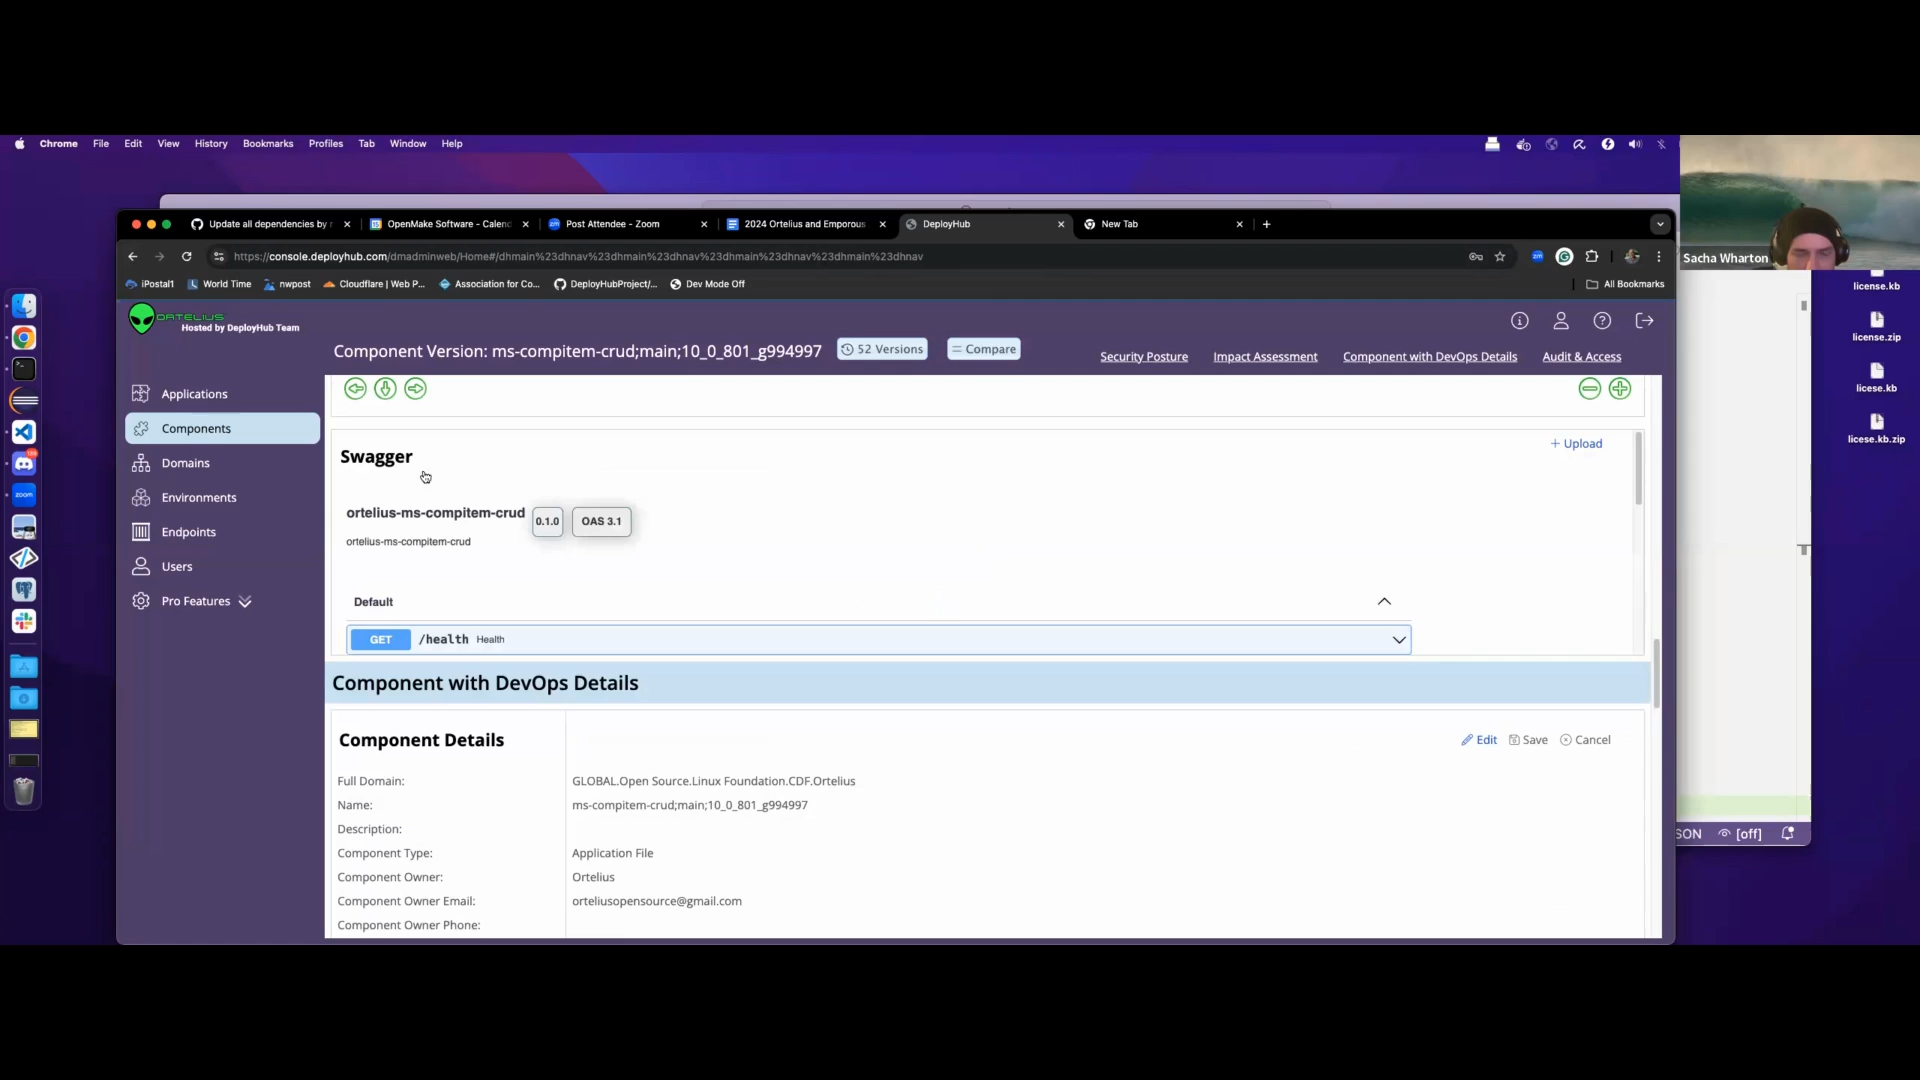 Chrome File Edit View History Bookmarks Profiles Tab Window Help
Update all dependencies by r
OpenMake Software - Calend
Post Attendee - Zoom
2024 Ortelius and Emporous
DeployHub
New Tab
https://console.deployhub.com/dmadminweb/Home#/dhmain%23dhnav%23dhmain%23dhnav%23dhmain%23dhnav%23dhmain%23dhnav
Sacha Wharton
iPostal1 World Time nwpost Cloudflare | Web P... Association for Co... DeployHubProject/... Dev Mode Off All Bookmarks
license.kb
ORTELIUS
Hosted by DeployHub Team
license.zip
Component Version: ms-compitem-crud;main;10_0_801_g994997
52 Versions
Compare
Security Posture Impact Assessment Component with DevOps Details Audit & Access
licese.kb
licese.kb.zip
Applications
Components
Domains
Environments
Endpoints
Users
Pro Features
Swagger
+ Upload
ortelius-ms-compitem-crud 0.1.0 OAS 3.1
ortelius-ms-compitem-crud
Default
GET /health Health
Component with DevOps Details
Component Details
Edit Save Cancel
Full Domain: GLOBAL.Open Source.Linux Foundation.CDF.Ortelius
Name: ms-compitem-crud;main;10_0_801_g994997
Description:
Component Type: Application File
Component Owner: Ortelius
Component Owner Email: orteliusopensource@gmail.com
Component Owner Phone:
SON [off]
zoom